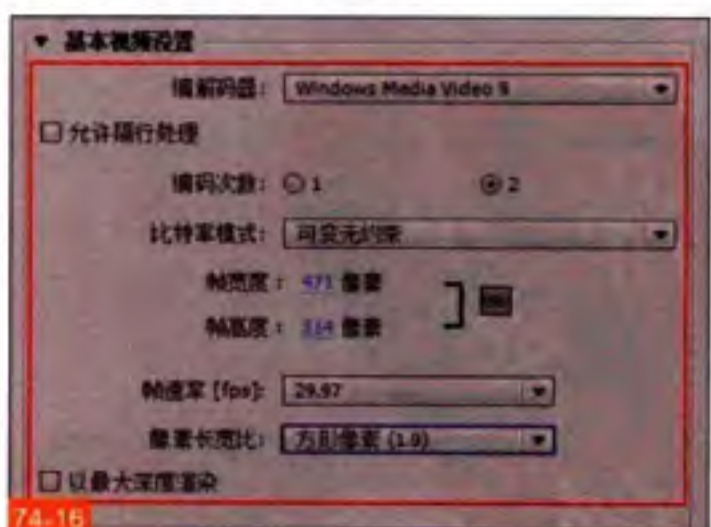 ▼ 基本视频设置
编解码器: Windows Media Video 9
允许隔行处理
编码次数: 1 2
比特率模式: 可变无约束
帧宽度: 471 像素
帧高度: 像素
帧速率 [fps]: 29.97
像素长宽比: 方形像素 (1.0)
以最大深度渲染
74-16